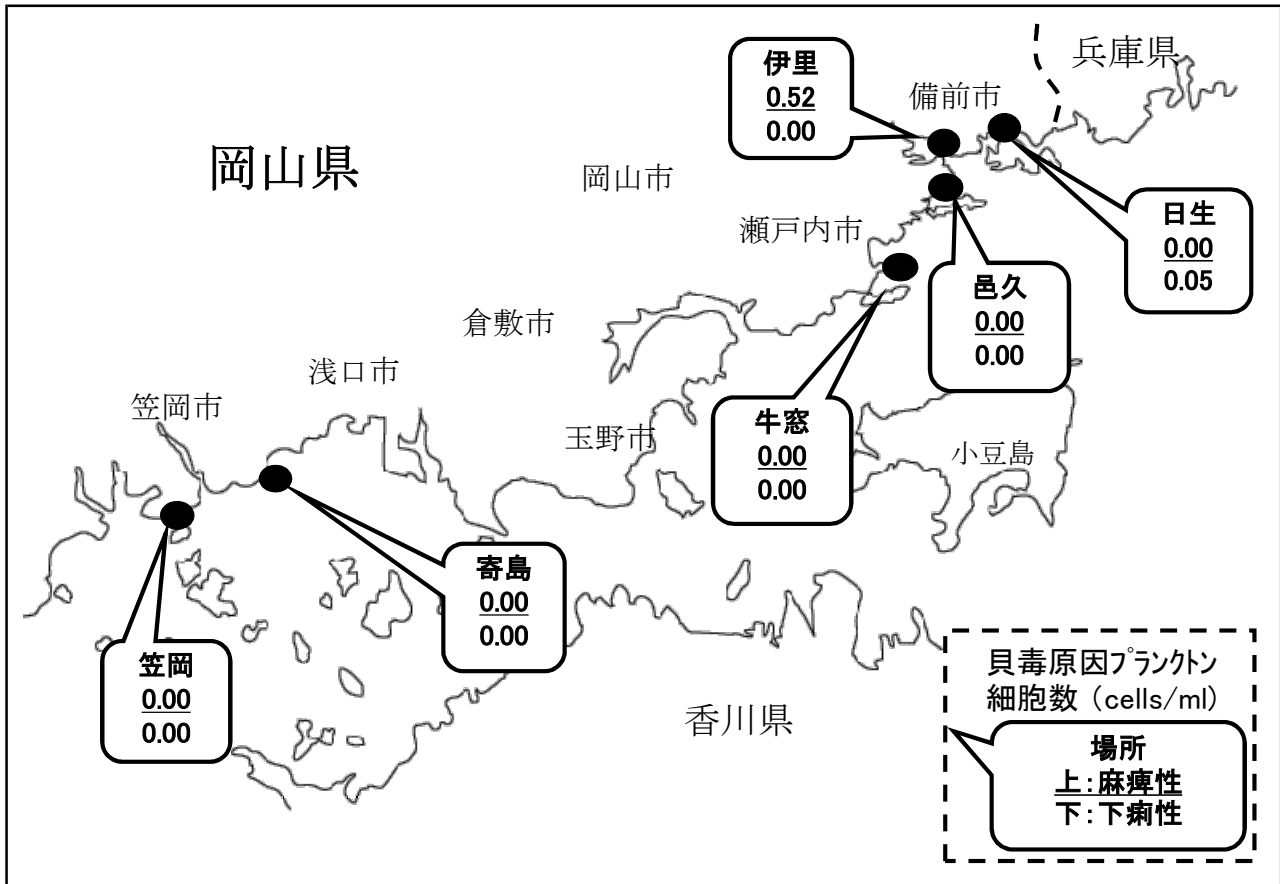 兵庫県
伊里
0.52
0.00
備前市
岡山県
岡山市
日生
0.00
0.05
瀬戸内市
邑久
0.00
0.00
倉敷市
浅口市
笠岡市
牛窓
0.00
0.00
玉野市
小豆島
寄島
0.00
0.00
笠岡
0.00
0.00
香川県
貝毒原因プランクトン
細胞数 (cells/ml)
場所
上：麻痺性
下：下痢性